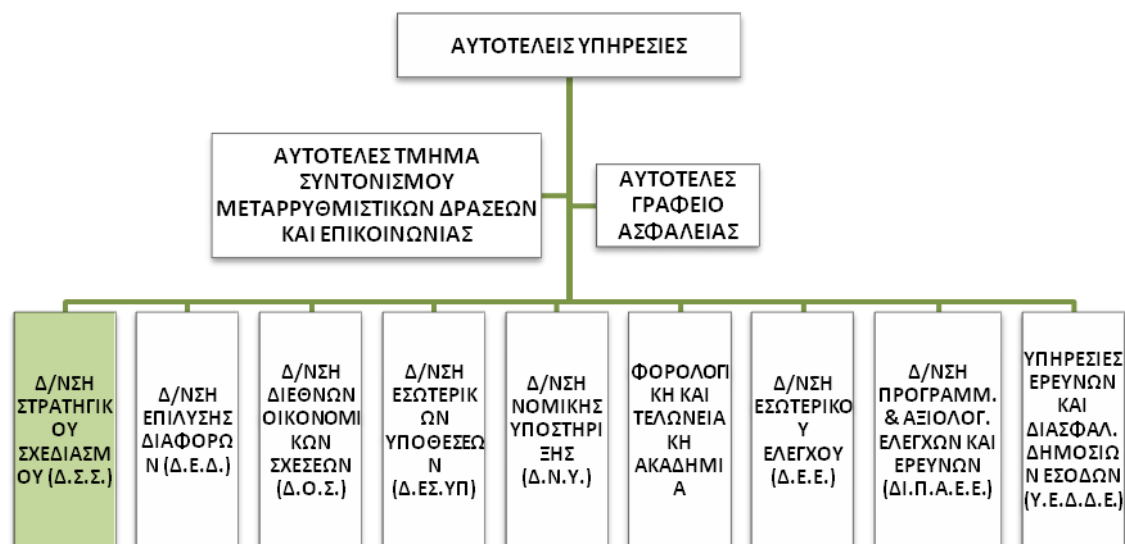 ΑΥΤΟΤΕΛΕΙΣ ΥΠΗΡΕΣΙΕΣ
ΑΥΤΟΤΕΛΕΣ ΤΜΗΜΑ
ΣΥΝΤΟΝΙΣΜΟΥ
ΜΕΤΑΡΡΥΘΜΙΣΤΙΚΩΝ ΔΡΑΣΕΩΝ
ΚΑΙ ΕΠΙΚΟΙΝΩΝΙΑΣ
ΑΥΤΟΤΕΛΕΣ
ΓΡΑΦΕΙΟ
ΑΣΦΑΛΕΙΑΣ
Δ/ΝΣΗ
ΣΤΡΑΤΗΓΙΚ
ΟΥ
ΣΧΕΔΙΑΣΜ
ΟΥ (Δ.Σ.Σ.)
Δ/ΝΣΗ
ΕΠΙΛΥΣΗΣ
ΔΙΑΦΟΡΩ
Ν (Δ.Ε.Δ.)
Δ/ΝΣΗ
ΔΙΕΘΝΩΝ
ΟΙΚΟΝΟΜΙ
ΚΩΝ
ΣΧΕΣΕΩΝ
(Δ.Ο.Σ.)
Δ/ΝΣΗ
ΕΣΩΤΕΡΙΚ
ΩΝ
ΥΠΟΘΕΣΕΩ
Ν
(Δ.ΕΣ.ΥΠ)
Δ/ΝΣΗ
ΝΟΜΙΚΗΣ
ΥΠΟΣΤΗΡΙ
ΞΗΣ
(Δ.Ν.Υ.)
ΦΟΡΟΛΟΓΙ
ΚΗ ΚΑΙ
ΤΕΛΩΝΕΙΑ
ΚΗ
ΑΚΑΔΗΜΙ
Α
Δ/ΝΣΗ
ΕΣΩΤΕΡΙΚΟ
Υ
ΕΛΕΓΧΟΥ
(Δ.Ε.Ε.)
Δ/ΝΣΗ
ΠΡΟΓΡΑΜΜ.
& ΑΞΙΟΛΟΓ.
ΕΛΕΓΧΩΝ ΚΑΙ
ΕΡΕΥΝΩΝ
(ΔΙ.Π.Α.Ε.Ε.)
ΥΠΗΡΕΣΙΕΣ
ΕΡΕΥΝΩΝ
ΚΑΙ
ΔΙΑΣΦΑΛ.
ΔΗΜΟΣΙΩ
Ν ΕΣΟΔΩΝ
(Υ.Ε.Δ.Δ.Ε.)